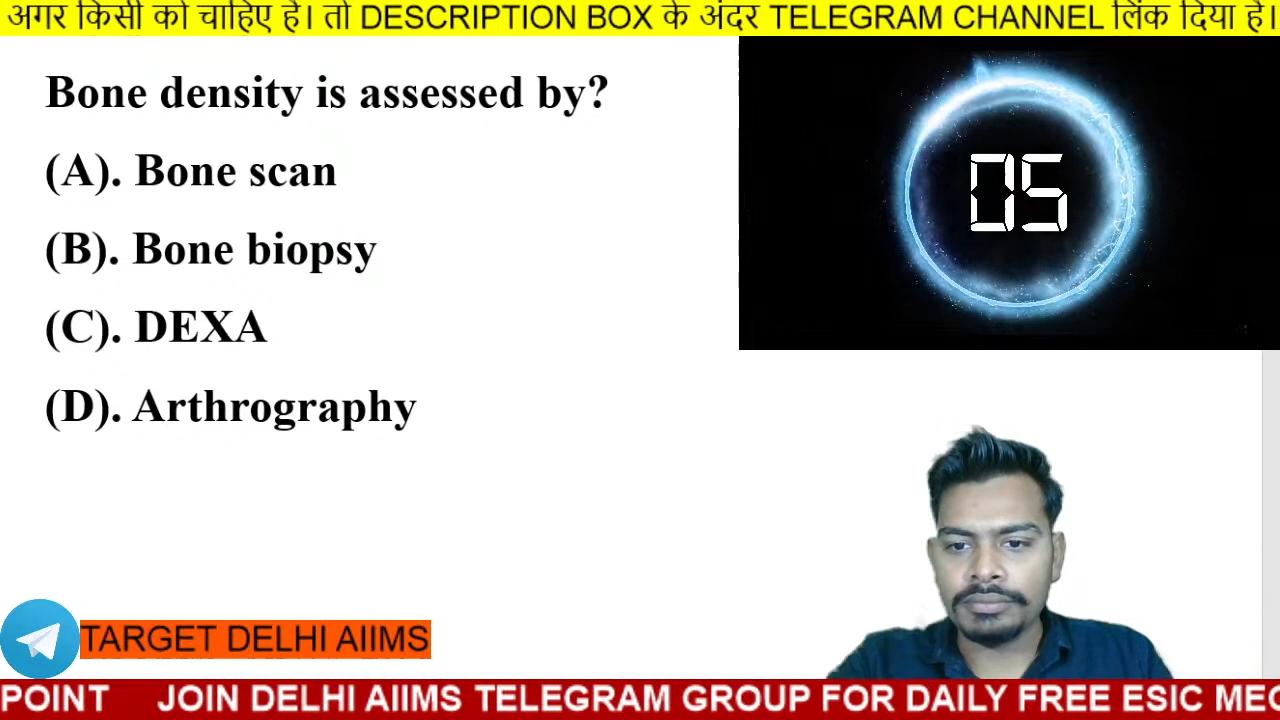 अगर किसी को चाहिए है। तो DESCRIPTION BOX के अंदर TELEGRAM CHANNEL लिंक दिया है।
Bone density is assessed by?
(A). Bone scan
(B). Bone biopsy
(C). DEXA
(D). Arthrography
05
TARGET DELHI AIIMS
POINT JOIN DELHI AIIMS TELEGRAM GROUP FOR DAILY FREE ESIC